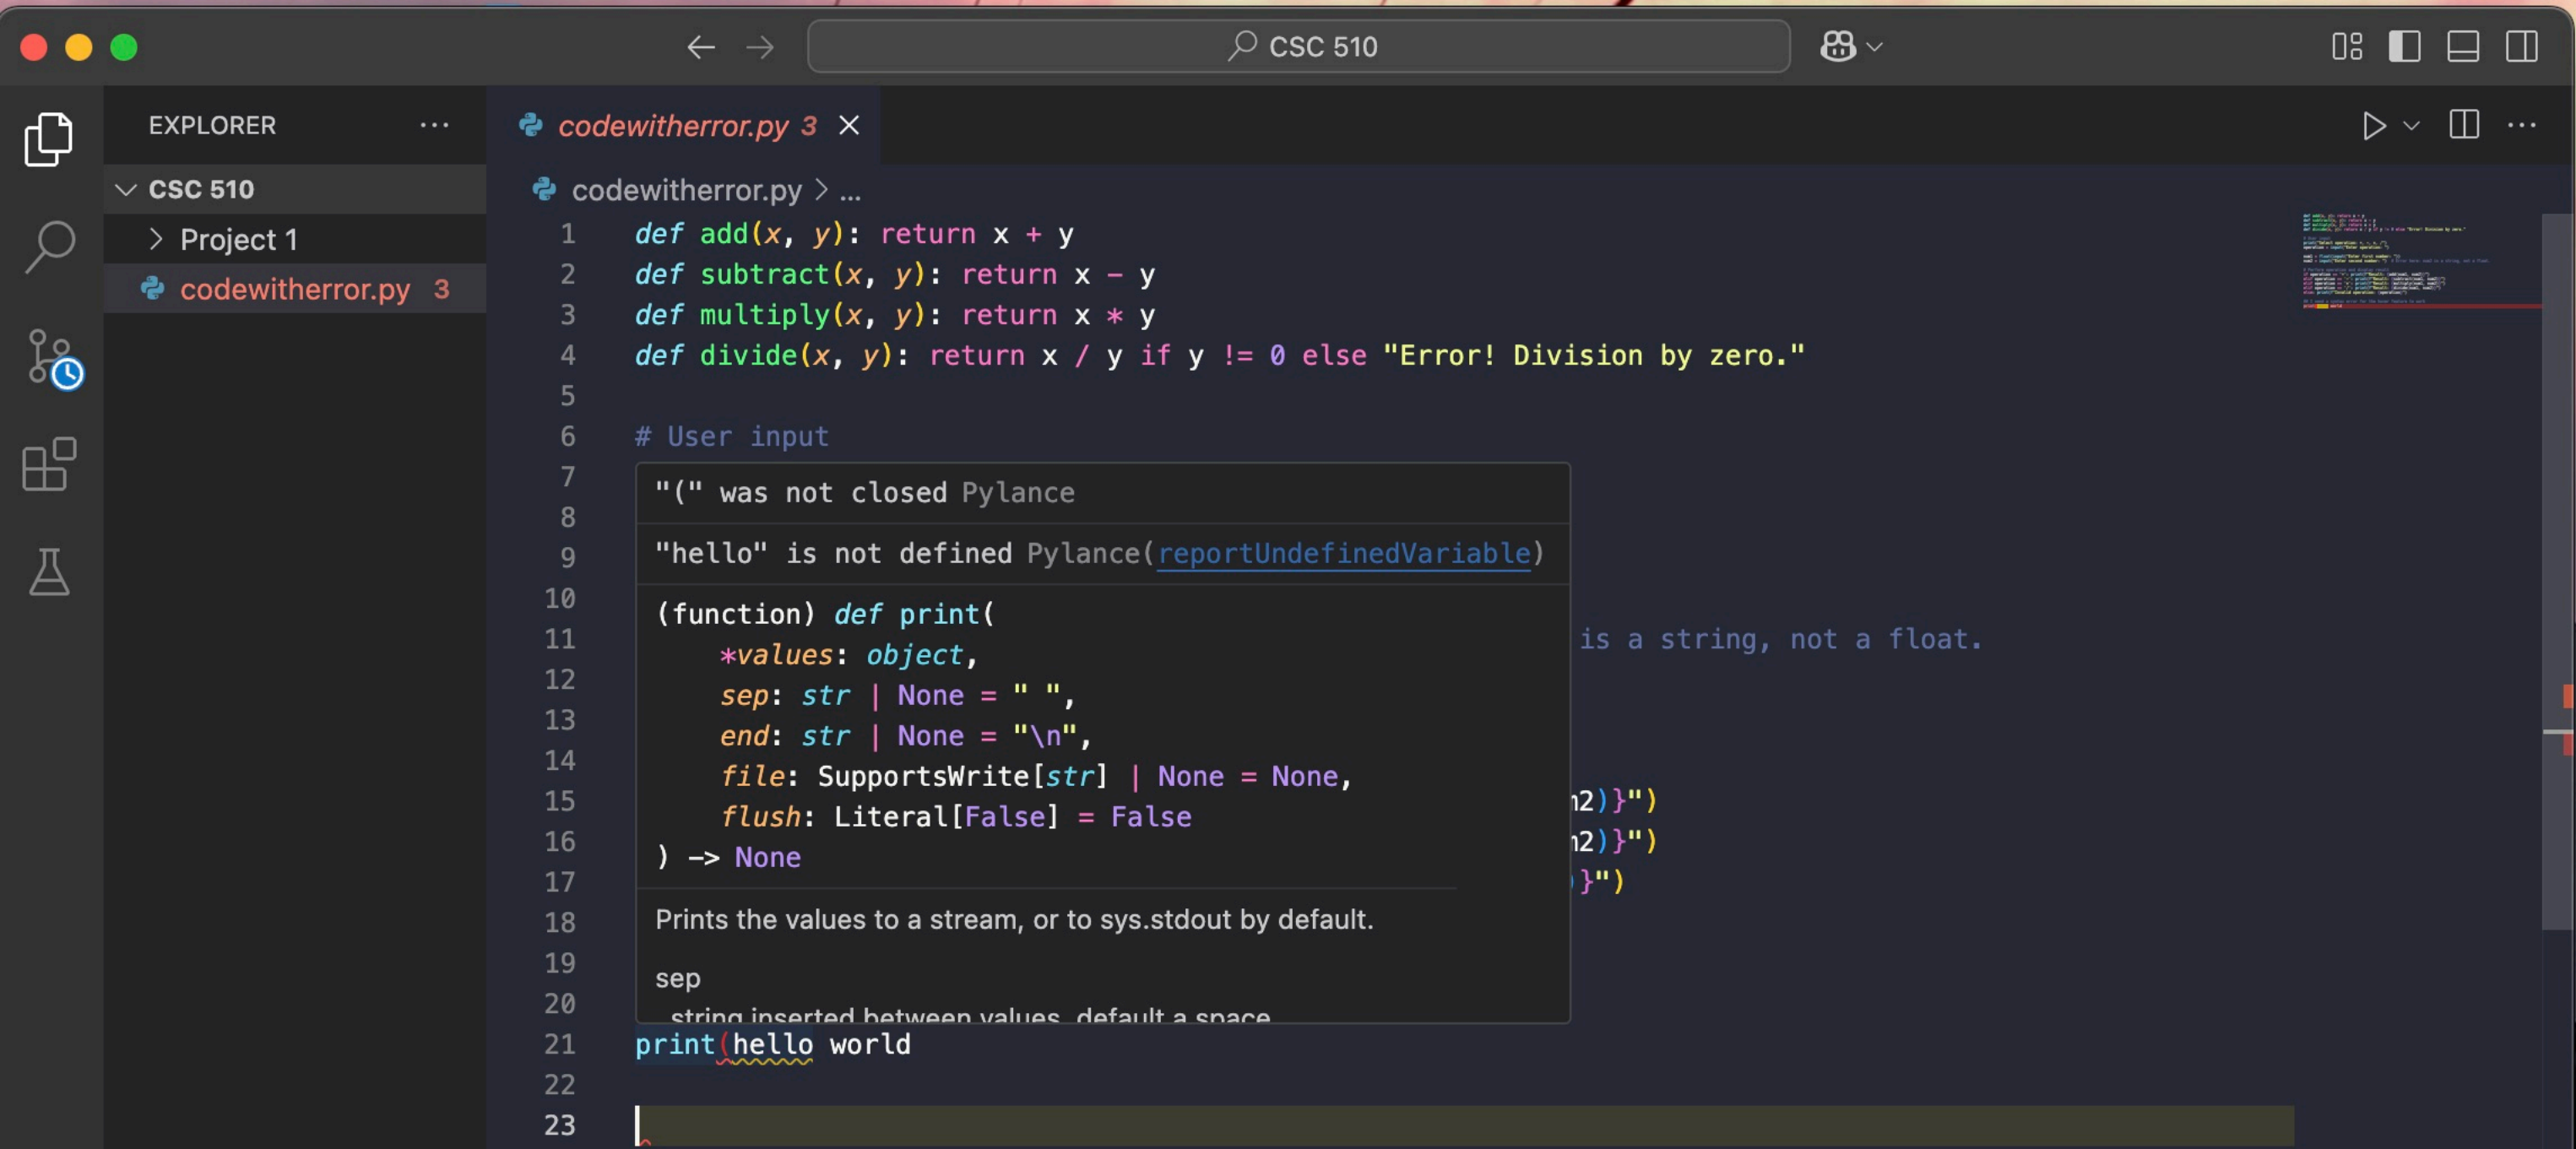 CSC 510
EXPLORER
codewitherror.py 3
CSC 510
Project 1
codewitherror.py 3
codewitherror.py > ...
1 def add(x, y): return x + y
2 def subtract(x, y): return x - y
3 def multiply(x, y): return x * y
4 def divide(x, y): return x / y if y != 0 else "Error! Division by zero."
5
6 # User input
7
"(" was not closed Pylance
8
9 "hello" is not defined Pylance(reportUndefinedVariable)
10 (function) def print(
11 *values: object, is a string, not a float.
12 sep: str | None = " ",
13 end: str | None = "\n",
14 file: SupportsWrite[str] | None = None,
15 flush: Literal[False] = False 2)}")
16 ) -> None 2)}")
17 }")
18 Prints the values to a stream, or to sys.stdout by default.
19 sep
20 string inserted between values, default a space
21 print(hello world
22
23